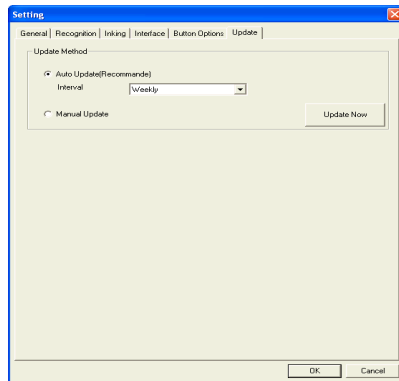 Setting
General Recognition Inking Interface Button Options Update
Update Method
Auto Update(Recommande)
Interval Weekly
Manual Update Update Now
OK Cancel